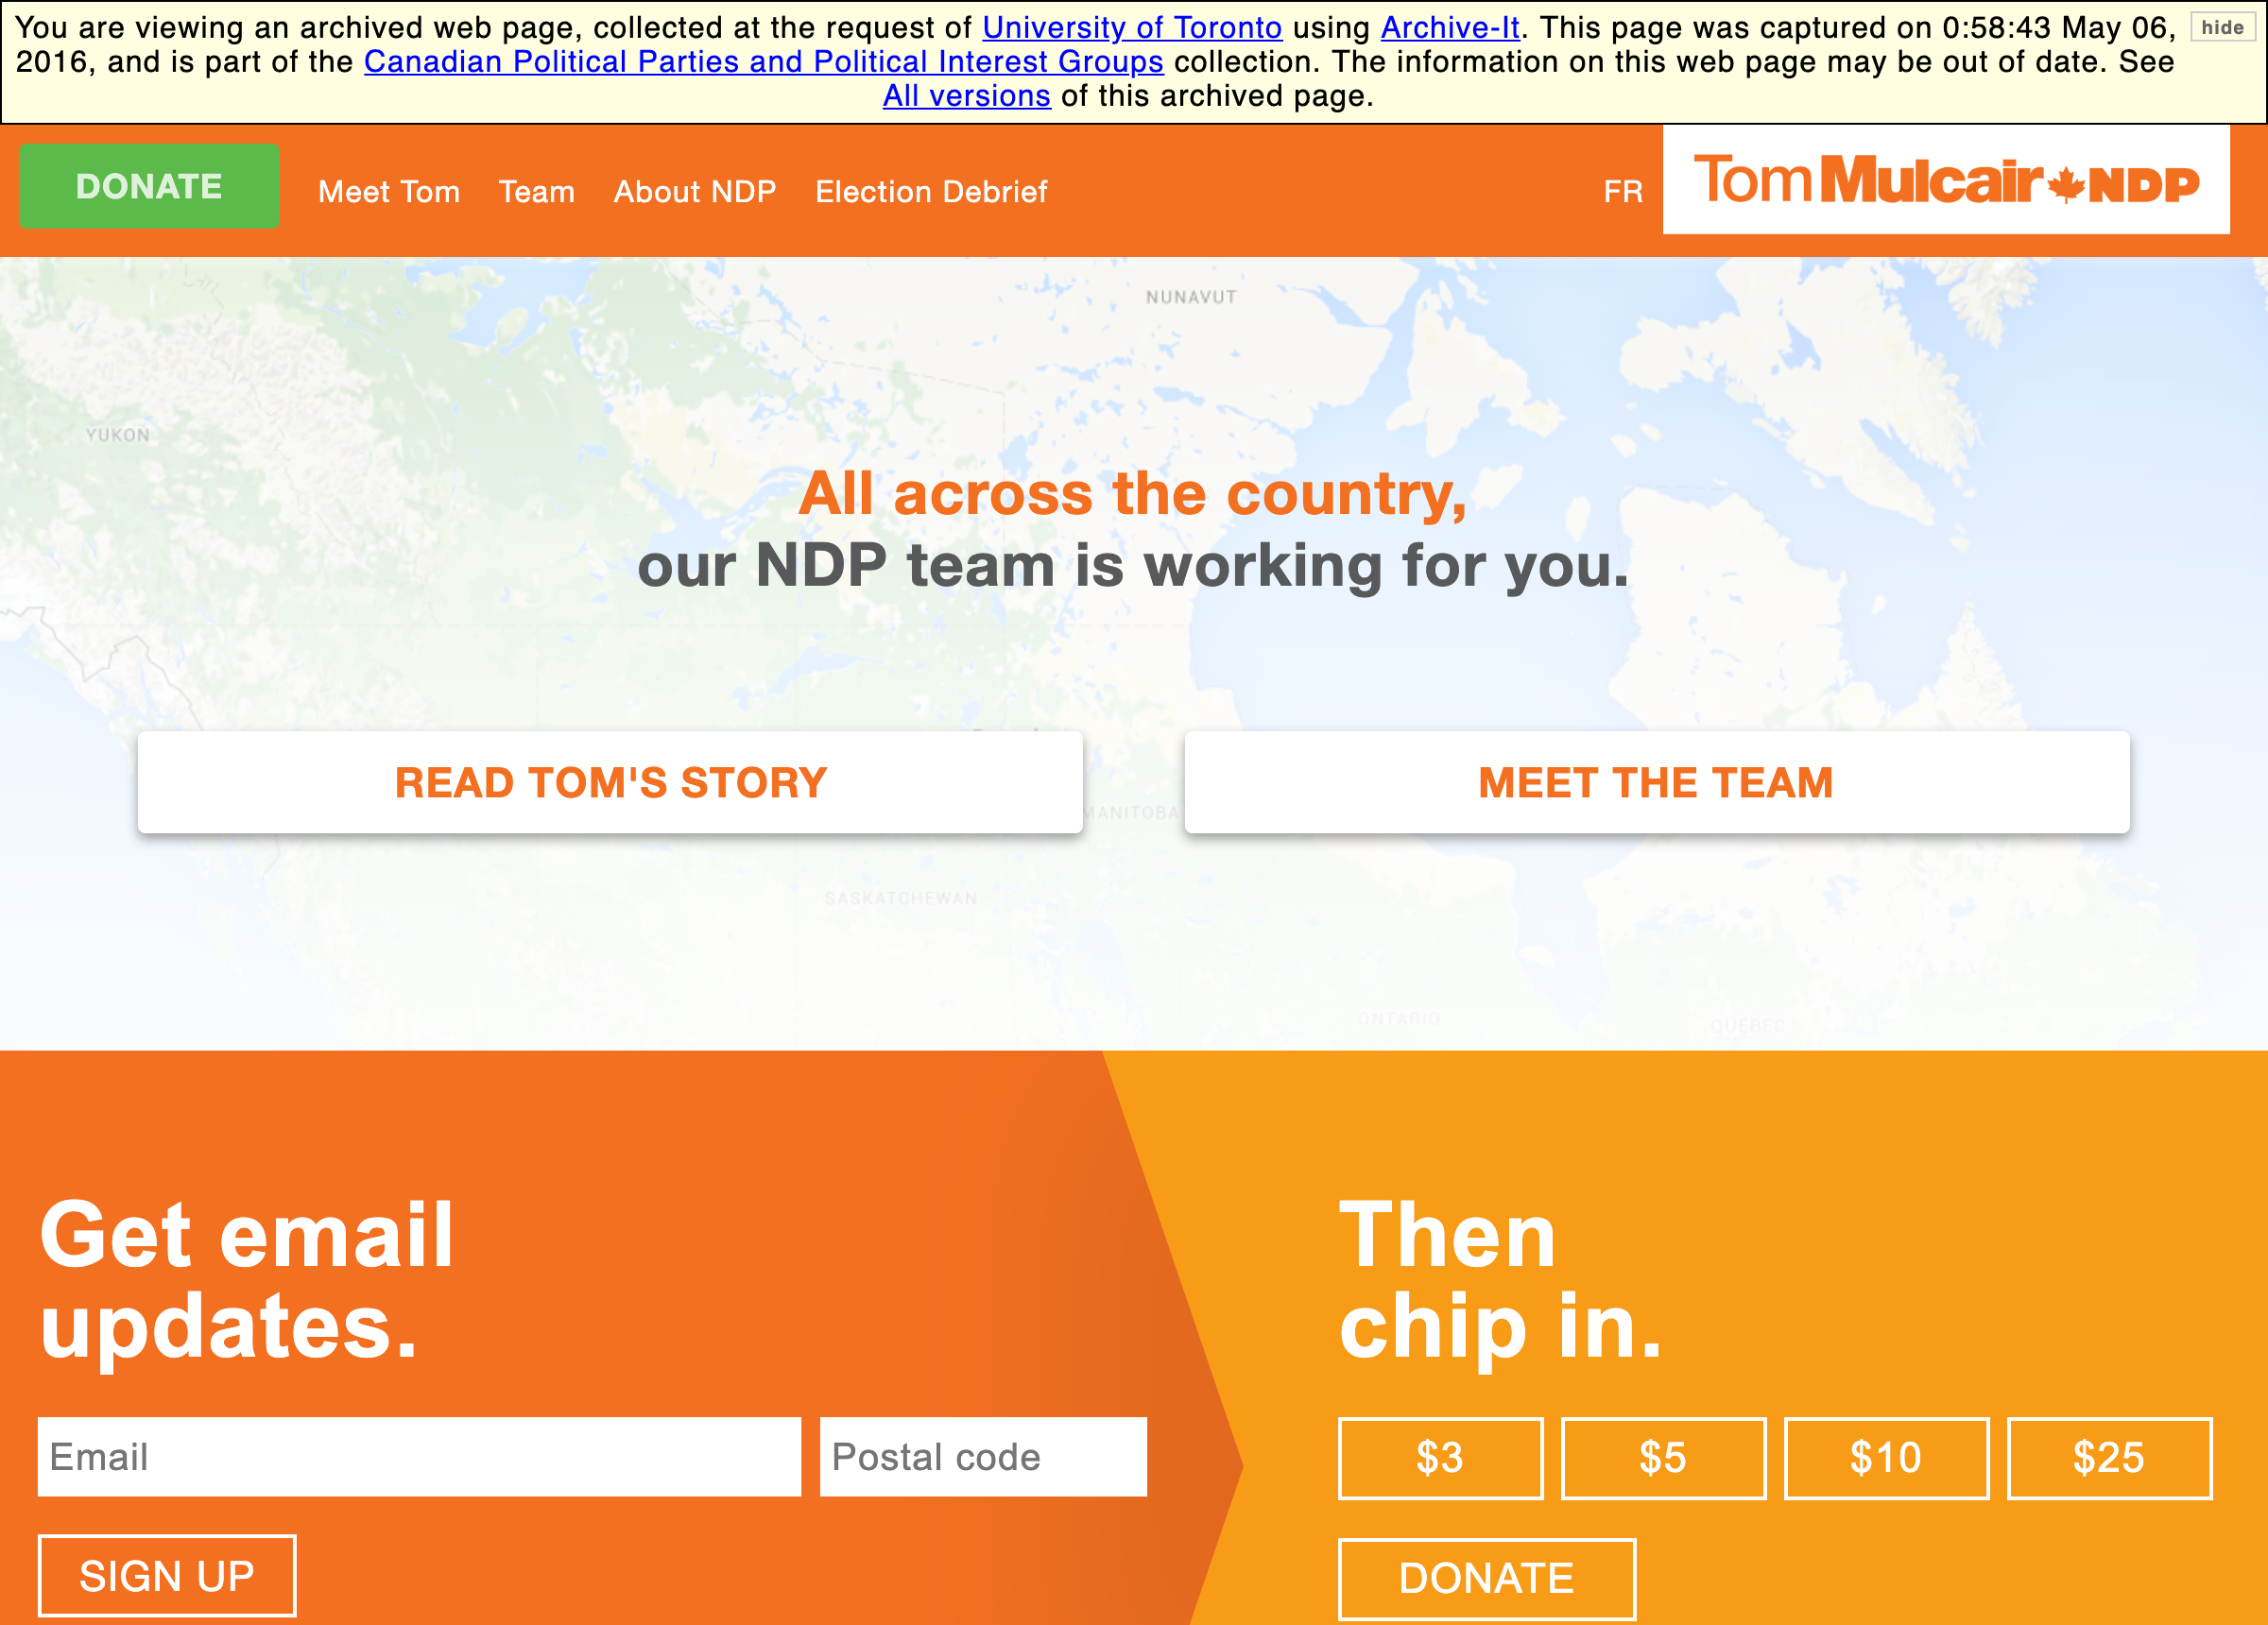 You are viewing an archived web page, collected at the request of University of Toronto using Archive-It. This page was captured on 0:58:43 May 06,
hide
2016, and is part of the Canadian Political Parties and Political Interest Groups collection. The information on this web page may be out of date. See
All versions of this archived page.
DONATE Meet Tom Team About NDP Election Debrief FR Tom Mulcair NDP
NUNAVUT
YUKON
All across the country,
our NDP team is working for you.
READ TOM'S STORY MEET THE TEAM
MANITOBA
SASKATCHEWAN
ONTARIO
QUEBEC
Get email
updates.
Email Postal code
SIGN UP
Then
chip in.
$3 $5 $10 $25
DONATE